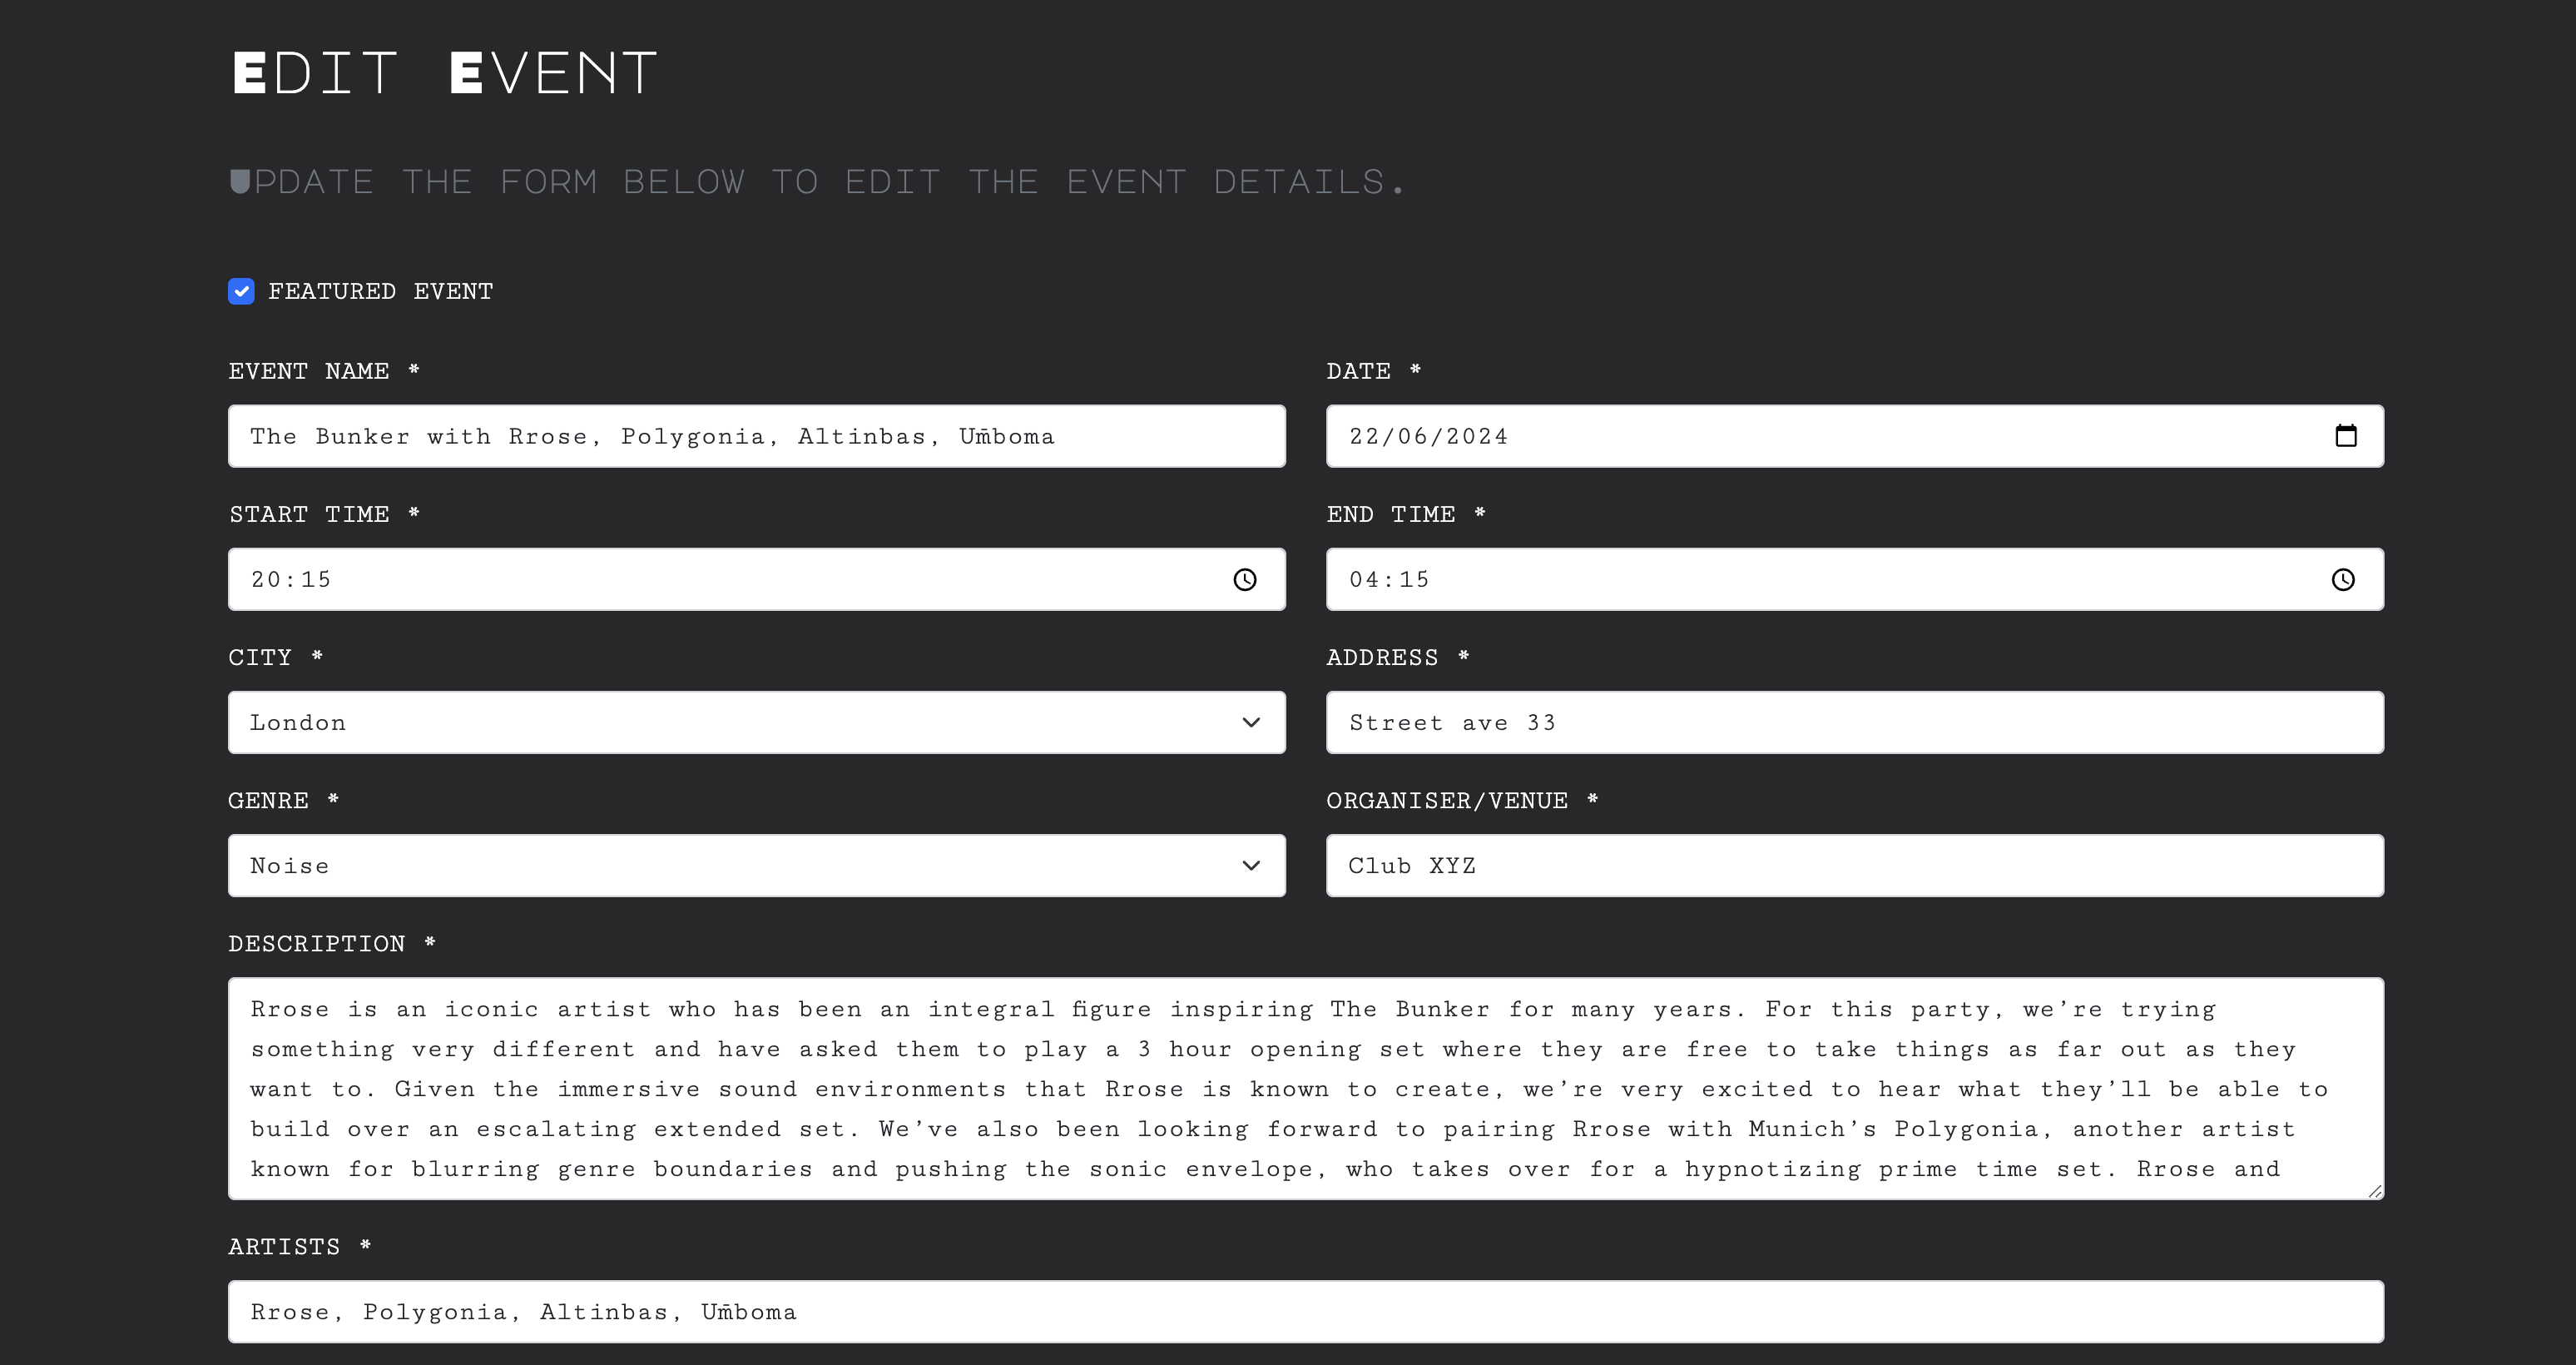 EDIT EVENT
UPDATE THE FORM BELOW TO EDIT THE EVENT DETAILS.
FEATURED EVENT
EVENT NAME *
The Bunker with Rrose, Polygonia, Altinbas, Um̄boma
DATE *
22/06/2024
START TIME *
20:15
END TIME *
04:15
CITY *
London
ADDRESS *
Street ave 33
GENRE *
Noise
ORGANISER/VENUE *
Club XYZ
DESCRIPTION *
Rrose is an iconic artist who has been an integral figure inspiring The Bunker for many years. For this party, we’re trying
something very different and have asked them to play a 3 hour opening set where they are free to take things as far out as they
want to. Given the immersive sound environments that Rrose is known to create, we’re very excited to hear what they’ll be able to
build over an escalating extended set. We’ve also been looking forward to pairing Rrose with Munich’s Polygonia, another artist
known for blurring genre boundaries and pushing the sonic envelope, who takes over for a hypnotizing prime time set. Rrose and
ARTISTS *
Rrose, Polygonia, Altinbas, Um̄boma